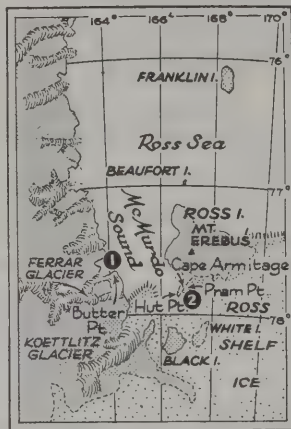 164° 166° 168° 170°
FRANKLIN I.
76°
Ross Sea
BEAUFORT I.
77°
McMurdo Sound
ROSS I.
MT. EREBUS
1
Cape Armitage
FERRAR GLACIER
Pram Pt
2
Hut Pt
ROSS
Butter Pt
78°
KOETTLITZ GLACIER
WHITE I.
SHELF
BLACK I.
ICE